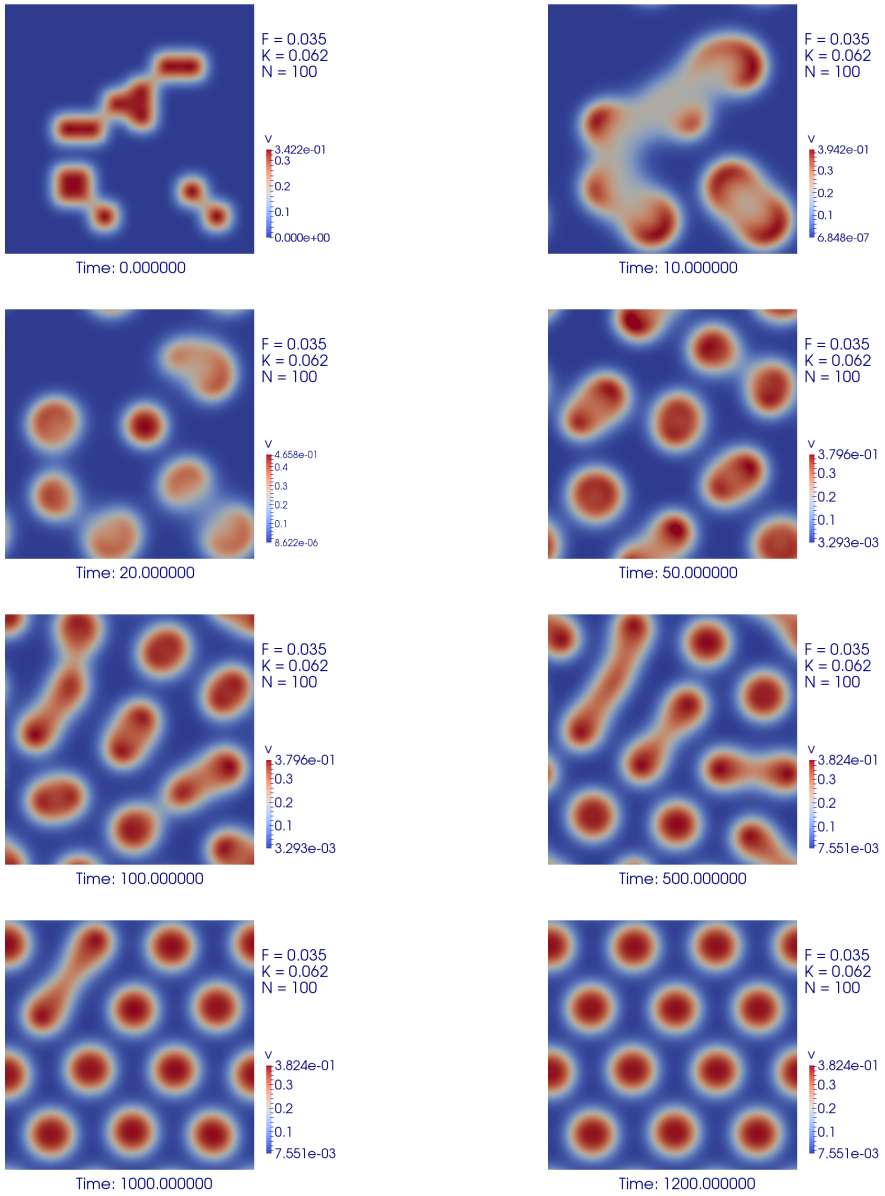 F = 0.035
K = 0.062
N = 100
v
3.422e-01
0.3
0.2
0.1
0.000e+00
Time: 0.000000
F = 0.035
K = 0.062
N = 100
v
3.942e-01
0.3
0.2
0.1
6.848e-07
Time: 10.000000
F = 0.035
K = 0.062
N = 100
v
4.658e-01
0.4
0.3
0.2
0.1
8.622e-06
Time: 20.000000
F = 0.035
K = 0.062
N = 100
v
3.796e-01
0.3
0.2
0.1
3.293e-03
Time: 50.000000
F = 0.035
K = 0.062
N = 100
v
3.796e-01
0.3
0.2
0.1
3.293e-03
Time: 100.000000
F = 0.035
K = 0.062
N = 100
v
3.824e-01
0.3
0.2
0.1
7.551e-03
Time: 500.000000
F = 0.035
K = 0.062
N = 100
v
3.824e-01
0.3
0.2
0.1
7.551e-03
Time: 1000.000000
F = 0.035
K = 0.062
N = 100
v
3.824e-01
0.3
0.2
0.1
7.551e-03
Time: 1200.000000